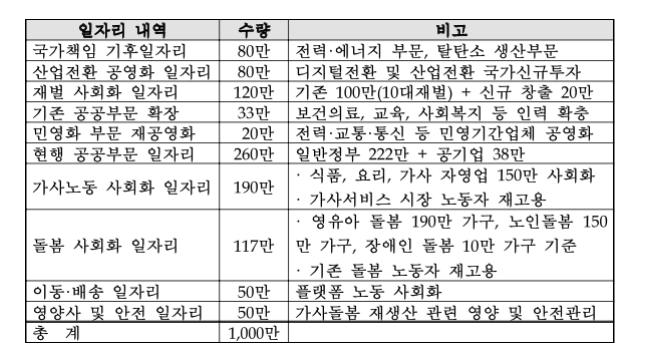 일자리 내역 수량 비고
국가책임 기후일자리 80만 전력·에너지 부문, 탈탄소 생산부문
산업전환 공영화 일자리 80만 디지털전환 및 산업전환 국가신규투자
재벌 사회화 일자리 120만 기존 100만(10대재벌) + 신규 창출 20만
기존 공공부문 확장 33만 보건의료, 교육, 사회복지 등 인력 확충
민영화 부문 재공영화 20만 전력·교통·통신 등 민영기간업체 공영화
현행 공공부문 일자리 260만 일반정부 222만 + 공기업 38만
가사노동 사회화 일자리 190만 · 식품, 요리, 가사 자영업 150만 사회화
· 가사서비스 시장 노동자 재고용
돌봄 사회화 일자리 117만 · 영유아 돌봄 190만 가구, 노인돌봄 150
만 가구, 장애인 돌봄 10만 가구 기준
· 기존 돌봄 노동자 재고용
이동·배송 일자리 50만 플랫폼 노동 사회화
영양사 및 안전 일자리 50만 가사돌봄 재생산 관련 영양 및 안전관리
총 계 1,000만